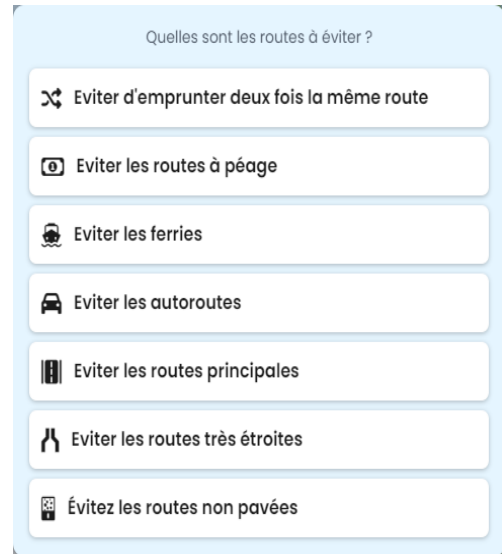 Quelles sont les routes à éviter ?
Eviter d'emprunter deux fois la même route
Eviter les routes à péage
Eviter les ferries
Eviter les autoroutes
Eviter les routes principales
Eviter les routes très étroites
Évitez les routes non pavées